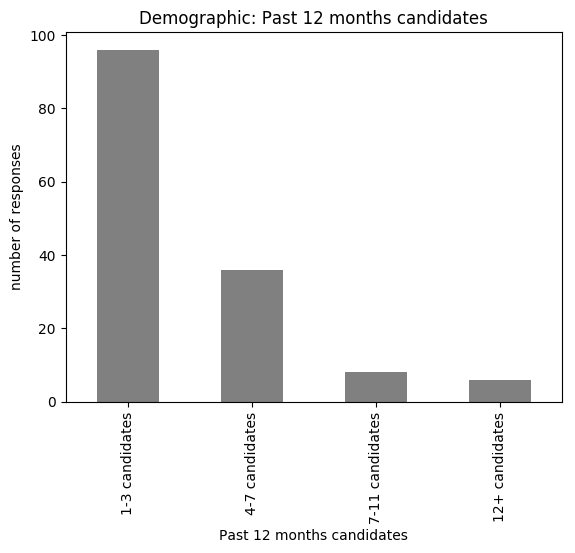 Demographic: Past 12 months candidates
100
80
60
40
20
0
number of responses
1-3 candidates
4-7 candidates
7-11 candidates
12+ candidates
Past 12 months candidates